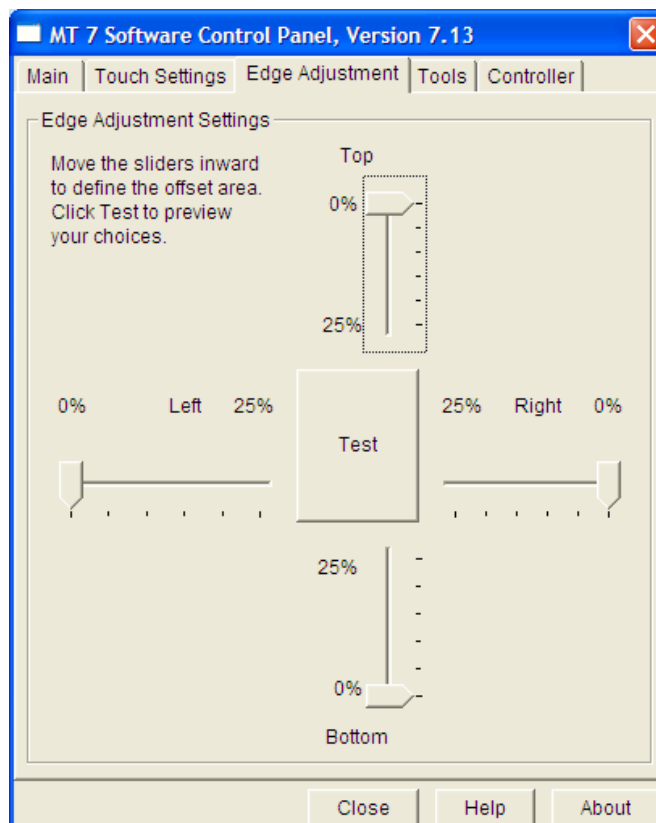 MT 7 Software Control Panel, Version 7.13
Main Touch Settings Edge Adjustment Tools Controller
Edge Adjustment Settings
Move the sliders inward
to define the offset area.
Click Test to preview
your choices.
Top
0%
25%
0% Left 25%
Test
25% Right 0%
25%
0%
Bottom
Close Help About